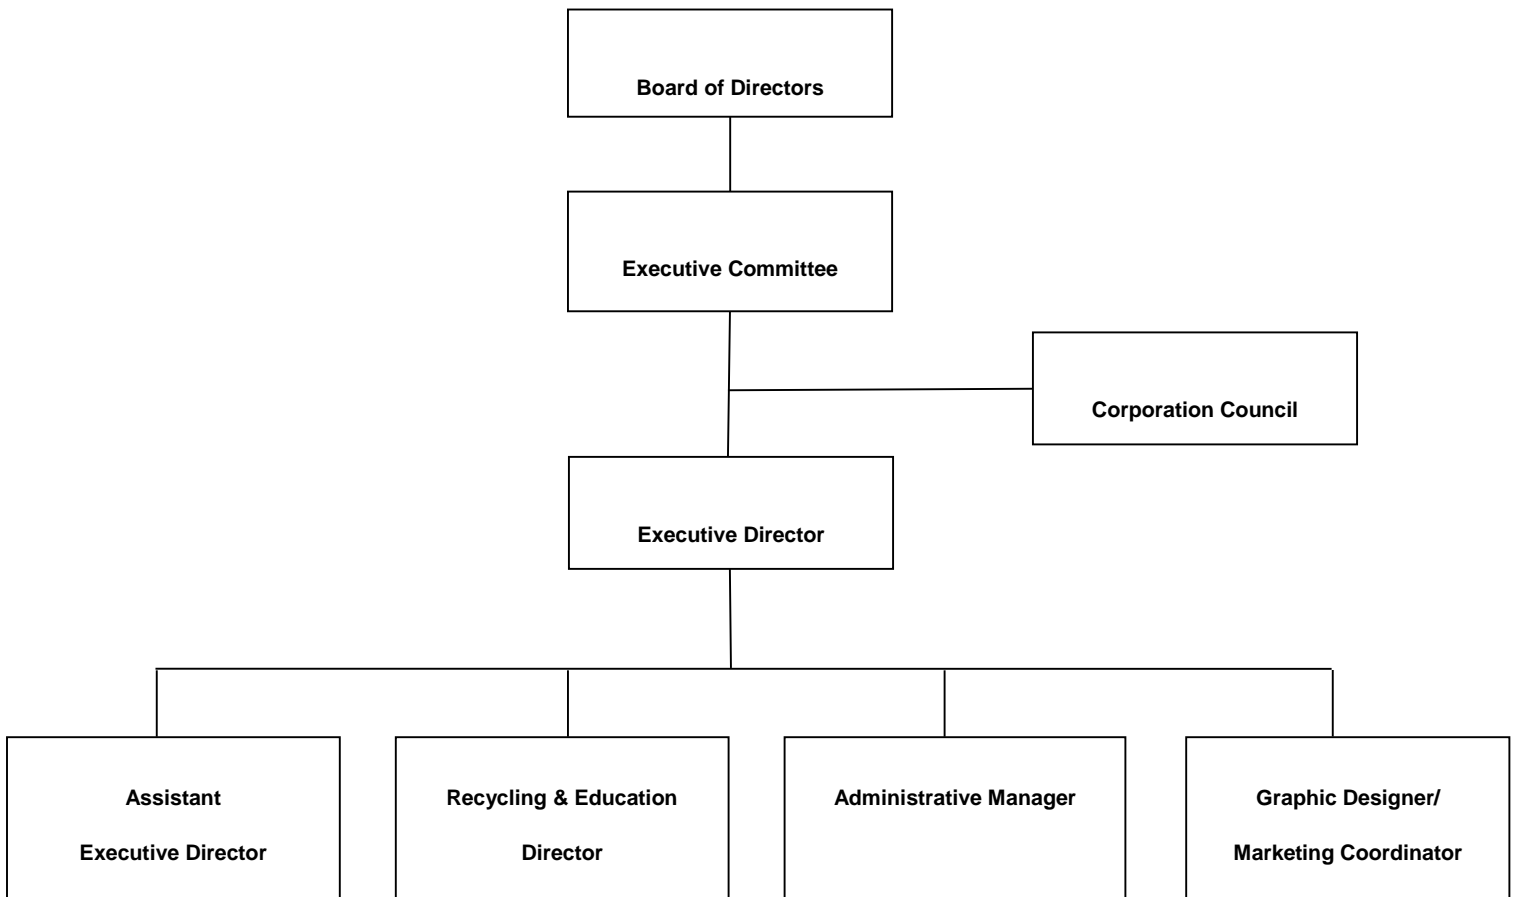 Board of Directors
Executive Committee
Corporation Council
Executive Director
Assistant
Executive Director
Recycling & Education
Director
Administrative Manager
Graphic Designer/
Marketing Coordinator